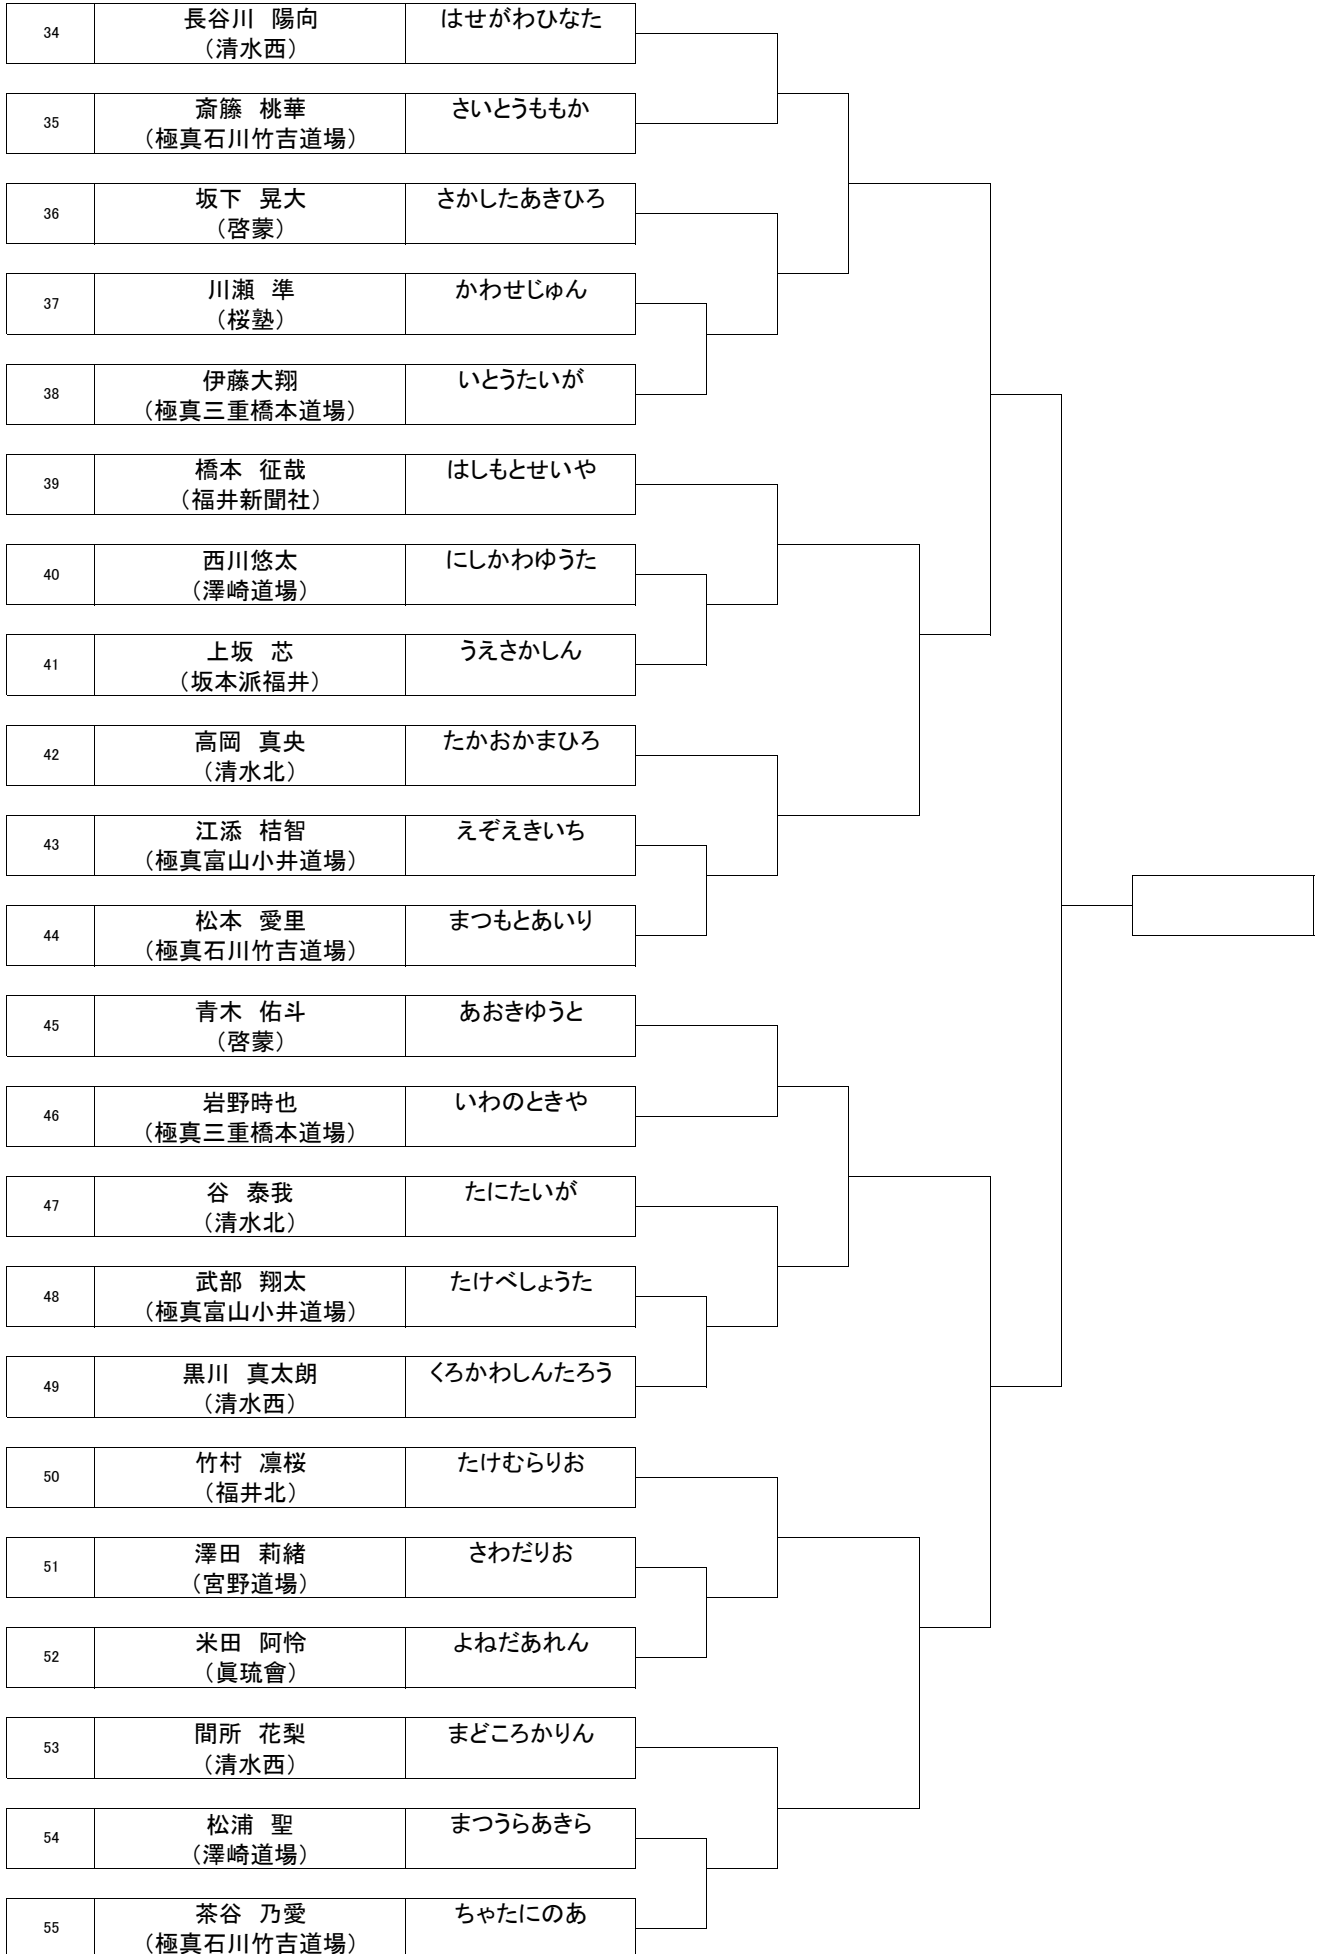 34
長谷川　陽向
（清水西）
はせがわひなた
35
斎籐　桃華
（極真石川竹吉道場）
さいとうももか
36
坂下　晃大
（啓蒙）
さかしたあきひろ
37
川瀬　準
（桜塾）
かわせじゅん
38
伊藤大翔
（極真三重橋本道場）
いとうたいが
39
橋本　征哉
（福井新聞社）
はしもとせいや
40
西川悠太
（澤崎道場）
にしかわゆうた
41
上坂　芯
（坂本派福井）
うえさかしん
42
高岡　真央
（清水北）
たかおかまひろ
43
江添　桔智
（極真富山小井道場）
えぞえきいち
44
松本　愛里
（極真石川竹吉道場）
まつもとあいり
45
青木　佑斗
（啓蒙）
あおきゆうと
46
岩野時也
（極真三重橋本道場）
いわのときや
47
谷　泰我
（清水北）
たにたいが
48
武部　翔太
（極真富山小井道場）
たけべしょうた
49
黒川　真太朗
（清水西）
くろかわしんたろう
50
竹村　凛桜
（福井北）
たけむらりお
51
澤田　莉緒
（宮野道場）
さわだりお
52
米田　阿怜
（眞琉會）
よねだあれん
53
間所　花梨
（清水西）
まどころかりん
54
松浦　聖
（澤崎道場）
まつうらあきら
55
茶谷　乃愛
（極真石川竹吉道場）
ちゃたにのあ